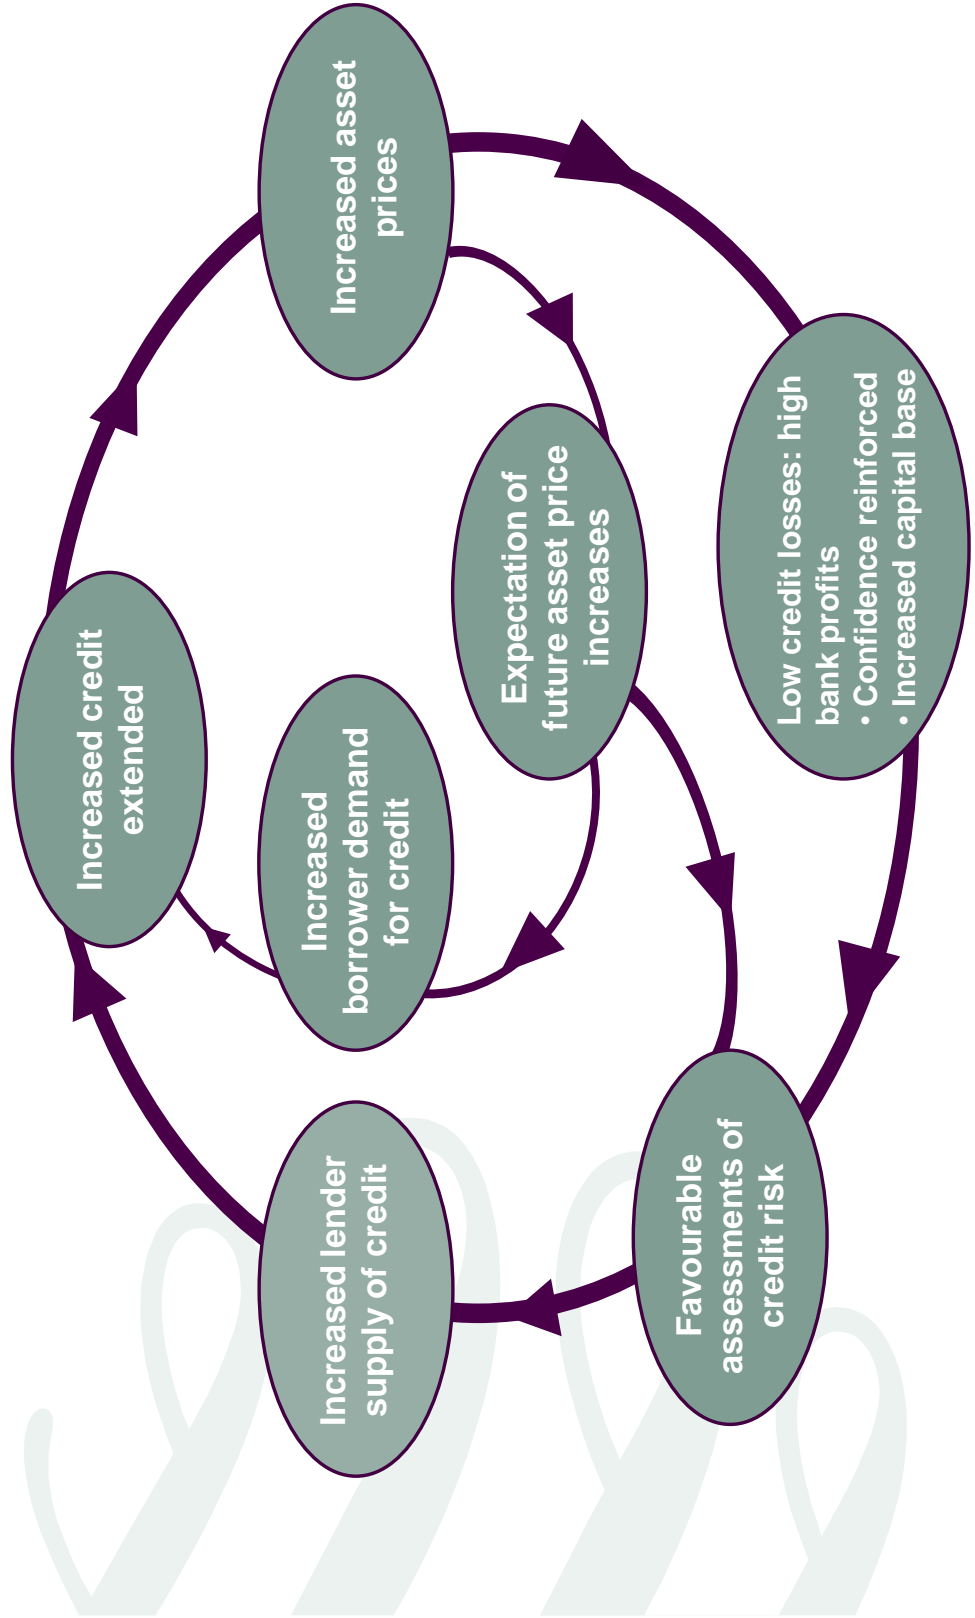 Increased credit
extended
Increased asset
prices
Increased lender
supply of credit
Increased
borrower demand
for credit
Expectation of
future asset price
increases
Favourable
assessments of
credit risk
Low credit losses: high
bank profits
• Confidence reinforced
• Increased capital base